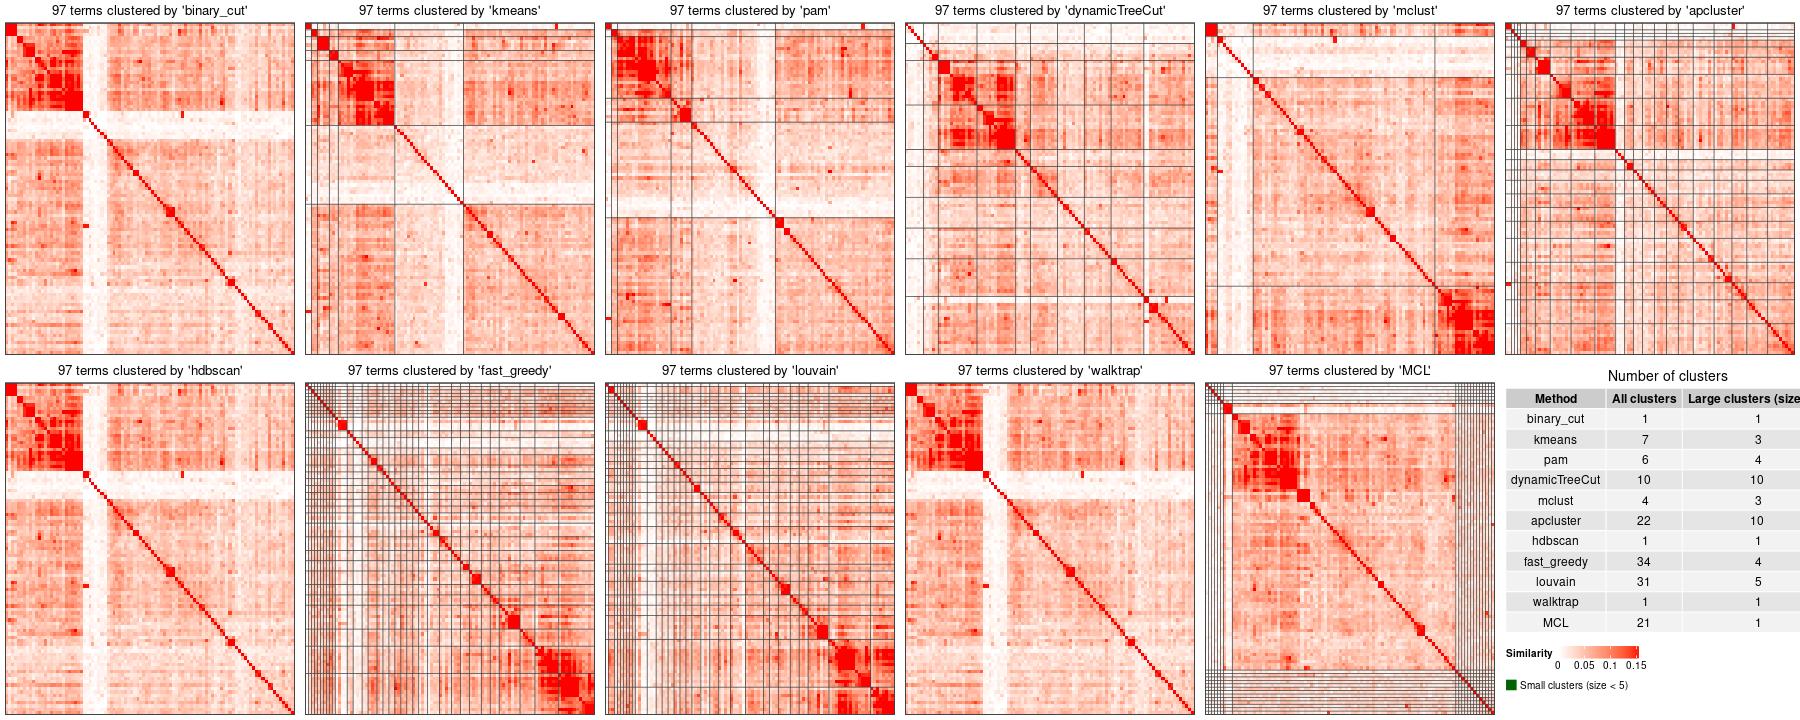 97 terms clustered by 'binary_cut'
97 terms clustered by 'kmeans'
97 terms clustered by 'pam'
97 terms clustered by 'dynamicTreeCut'
97 terms clustered by 'mclust'
97 terms clustered by 'apcluster'
97 terms clustered by 'hdbscan'
97 terms clustered by 'fast_greedy'
97 terms clustered by 'louvain'
97 terms clustered by 'walktrap'
97 terms clustered by 'MCL'
Number of clusters
Method All clusters Large clusters (size
binary_cut 1 1
kmeans 7 3
pam 6 4
dynamicTreeCut 10 10
mclust 4 3
apcluster 22 10
hdbscan 1 1
fast_greedy 34 4
louvain 31 5
walktrap 1 1
MCL 21 1
Similarity
0 0.05 0.1 0.15
Small clusters (size < 5)